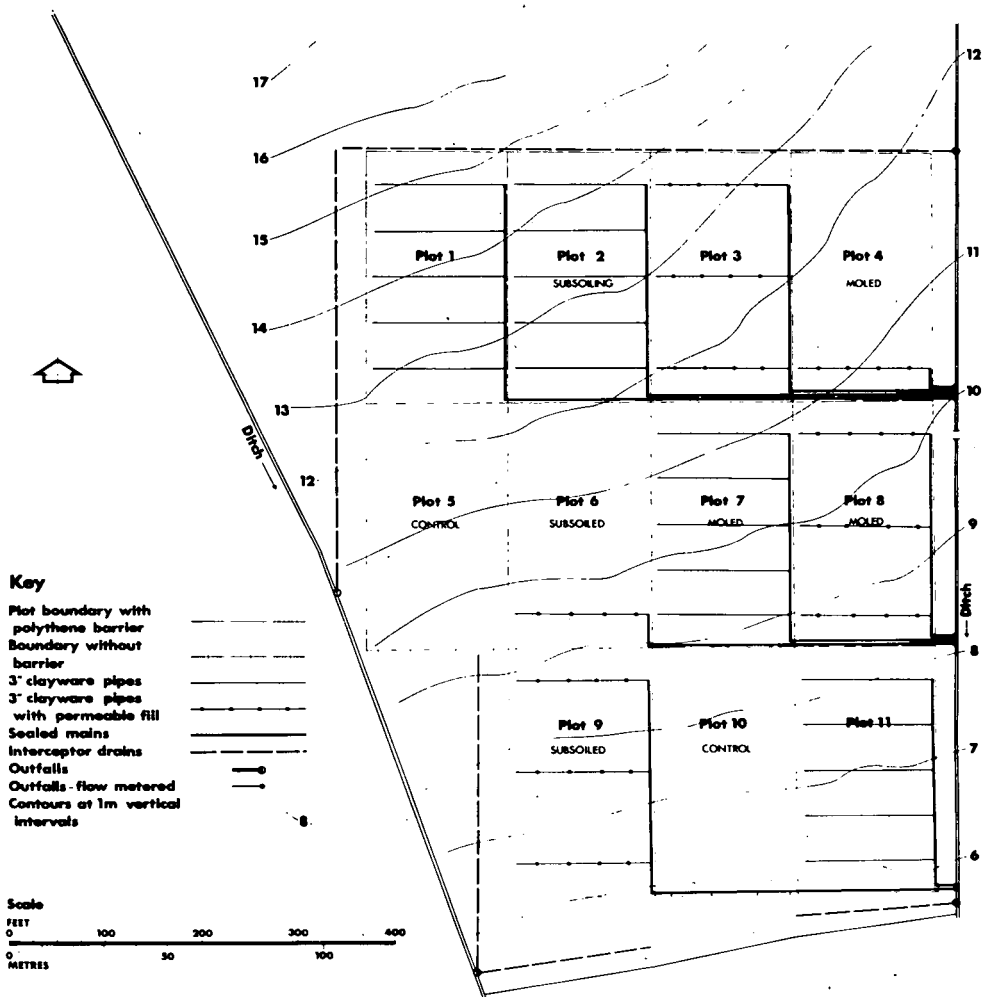 17
12
16
15
11
Plot 1
Plot 2
SUBSOILING
Plot 3
Plot 4
MOLED
14
13
10
Ditch
12
Plot 5
CONTROL
Plot 6
SUBSOILED
Plot 7
MOLED
Plot 8
MOLED
9
Ditch
8
Key
Plot boundary with
polythene barrier
Boundary without
barrier
3" clayware pipes
3" clayware pipes
with permeable fill
Sealed mains
Interceptor drains
Outfalls
Outfalls-flow metered
Contours at 1m vertical
intervals
8
Plot 9
SUBSOILED
Plot 10
CONTROL
Plot 11
7
6
Scale
FEET
0 100 200 300 400
0 50 100
METRES